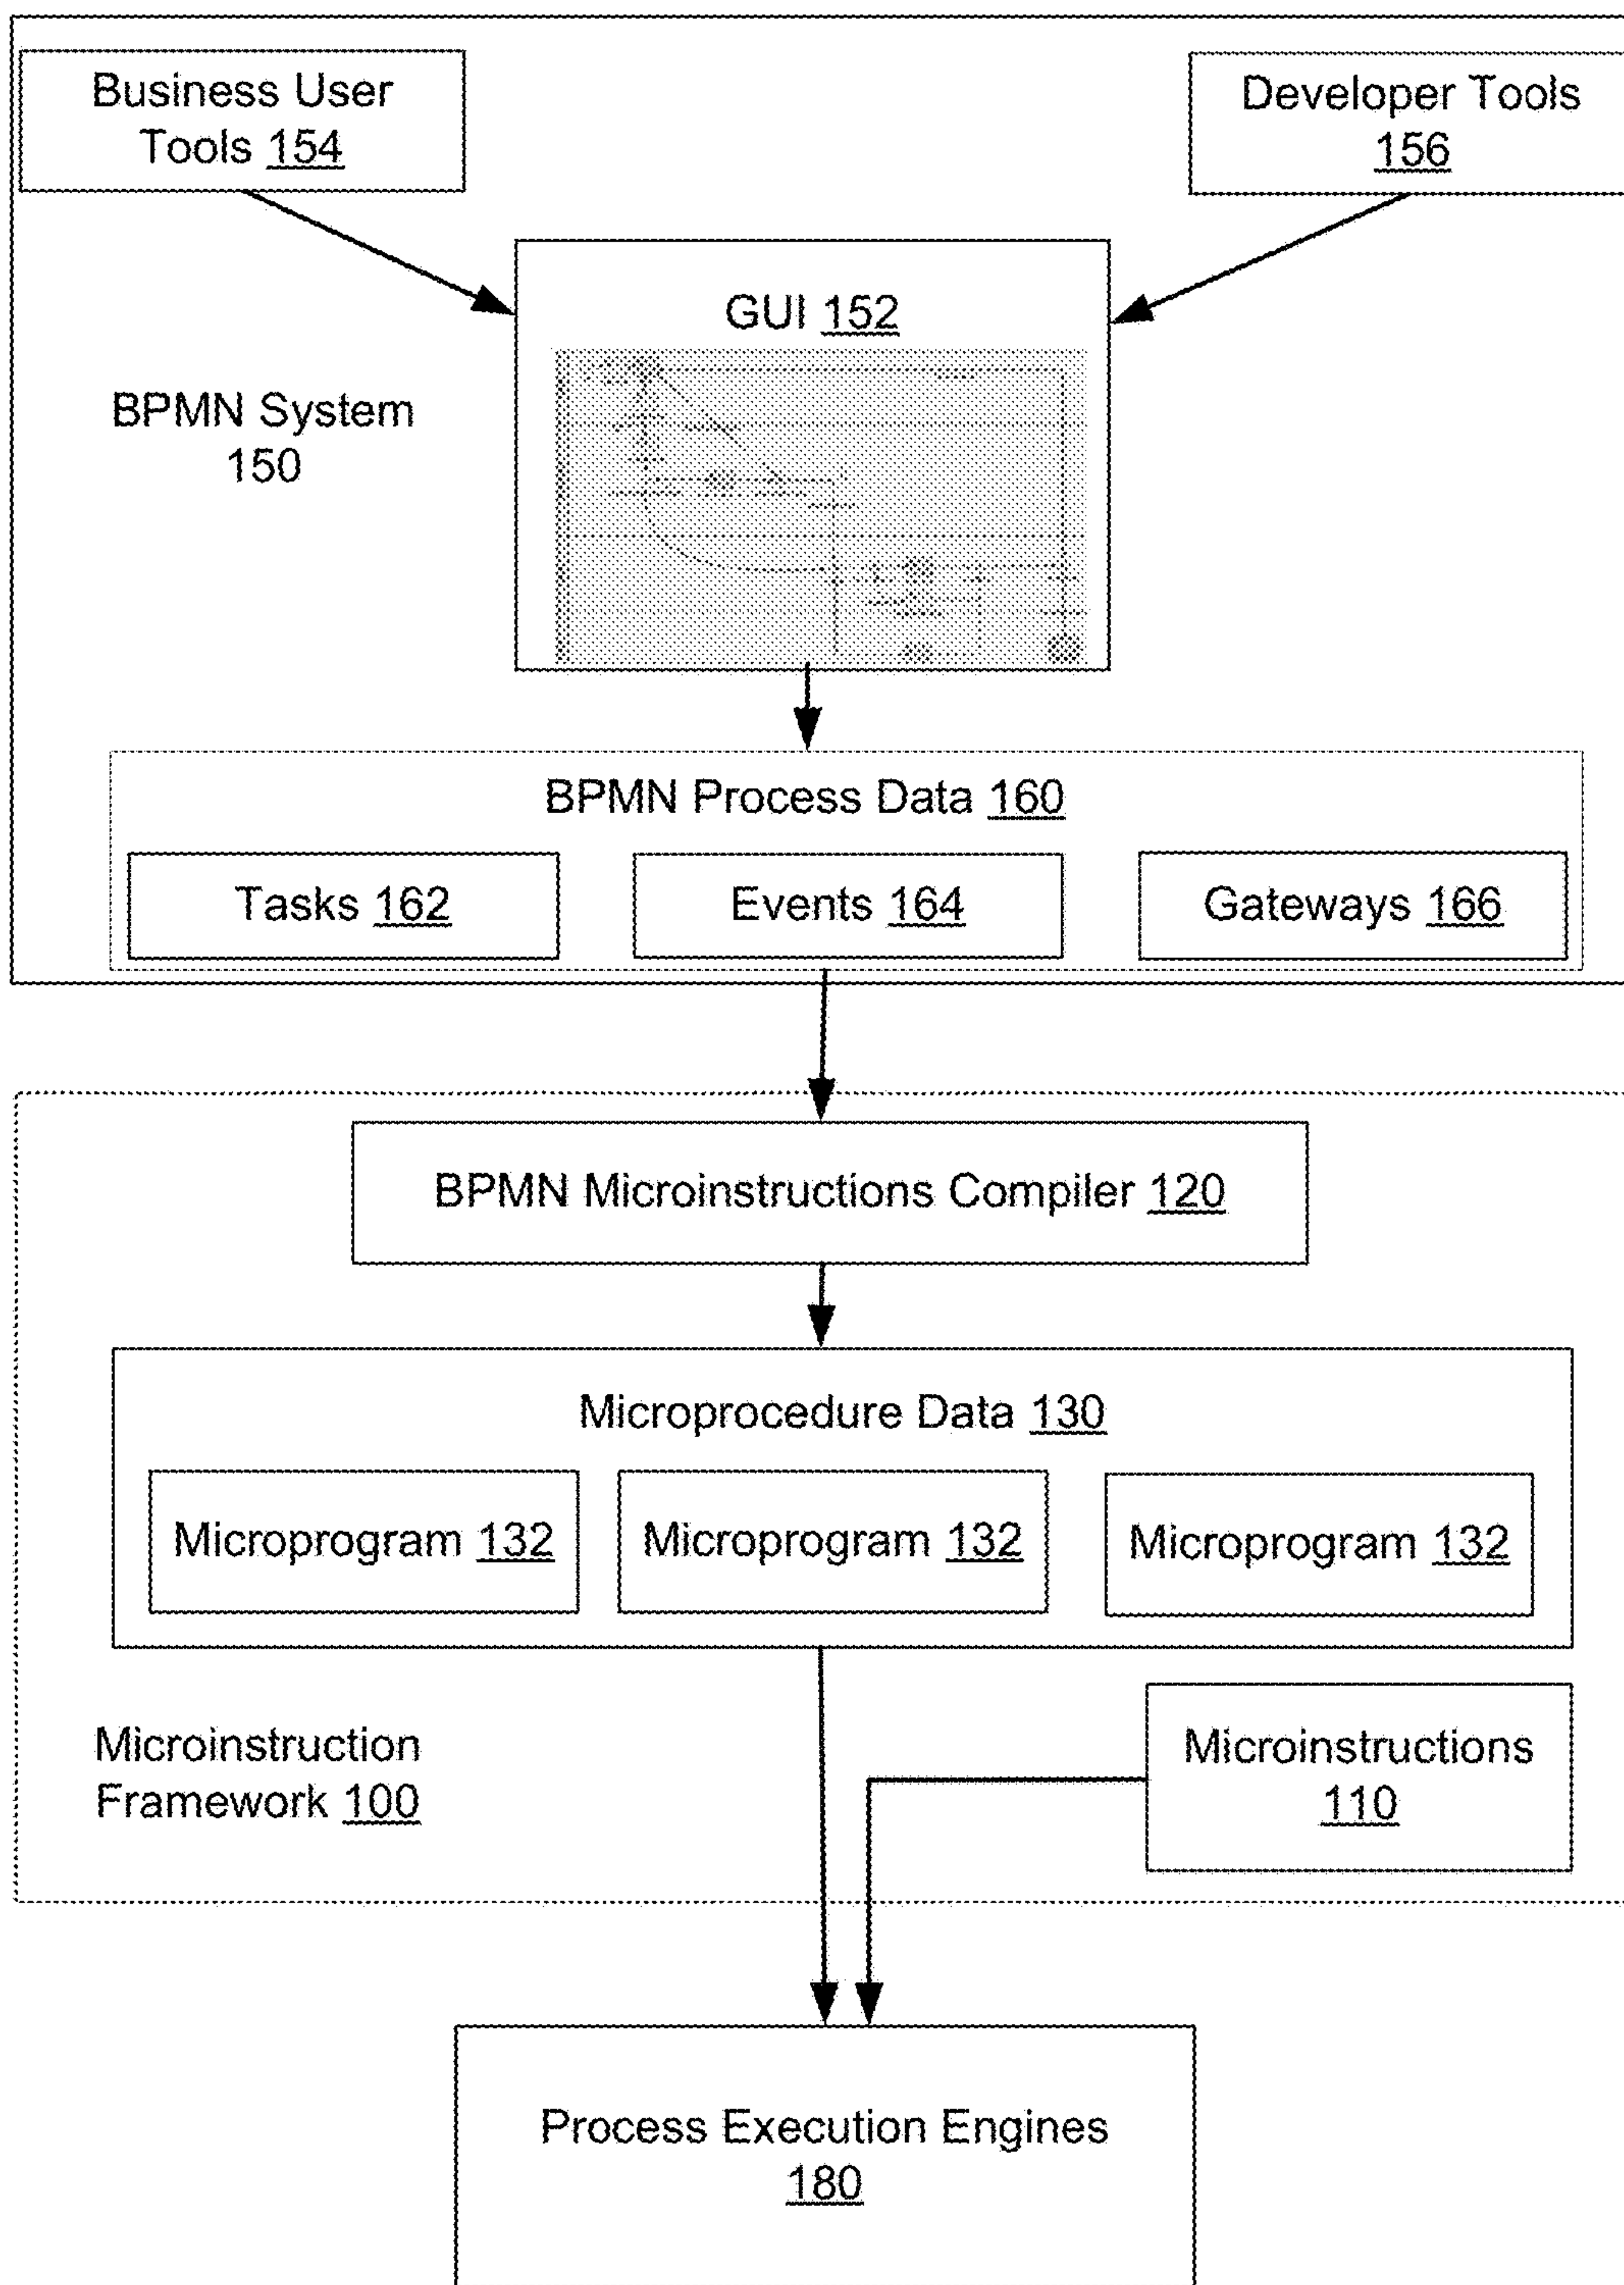 Business User
Tools 154
Developer Tools
156
GUI 152
BPMN System
150
BPMN Process Data 160
Tasks 162
Events 164
Gateways 166
BPMN Microinstructions Compiler 120
Microprocedure Data 130
Microprogram 132
Microprogram 132
Microprogram 132
Microinstruction
Framework 100
Microinstructions
110
Process Execution Engines
180